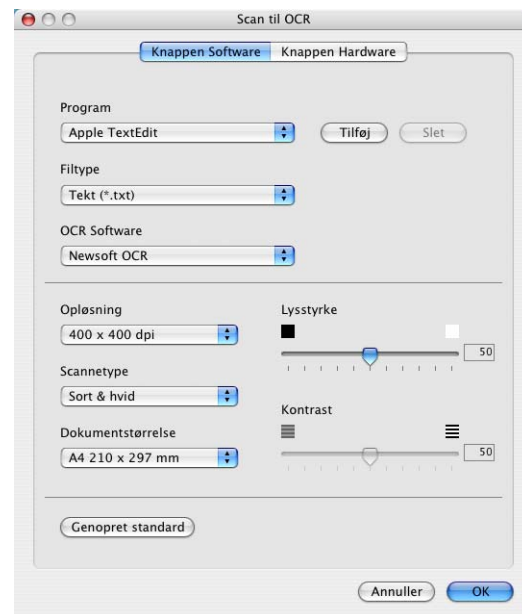 Scan til OCR
Knappen Software Knappen Hardware
Program
Apple TextEdit Tilføj Slet
Filtype
Tekt (*.txt)
OCR Software
Newsoft OCR
Opløsning Lysstyrke
400 x 400 dpi 50
Scannetype
Sort & hvid
Kontrast
Dokumentstørrelse
A4 210 x 297 mm 50
Genopret standard
Annuller OK